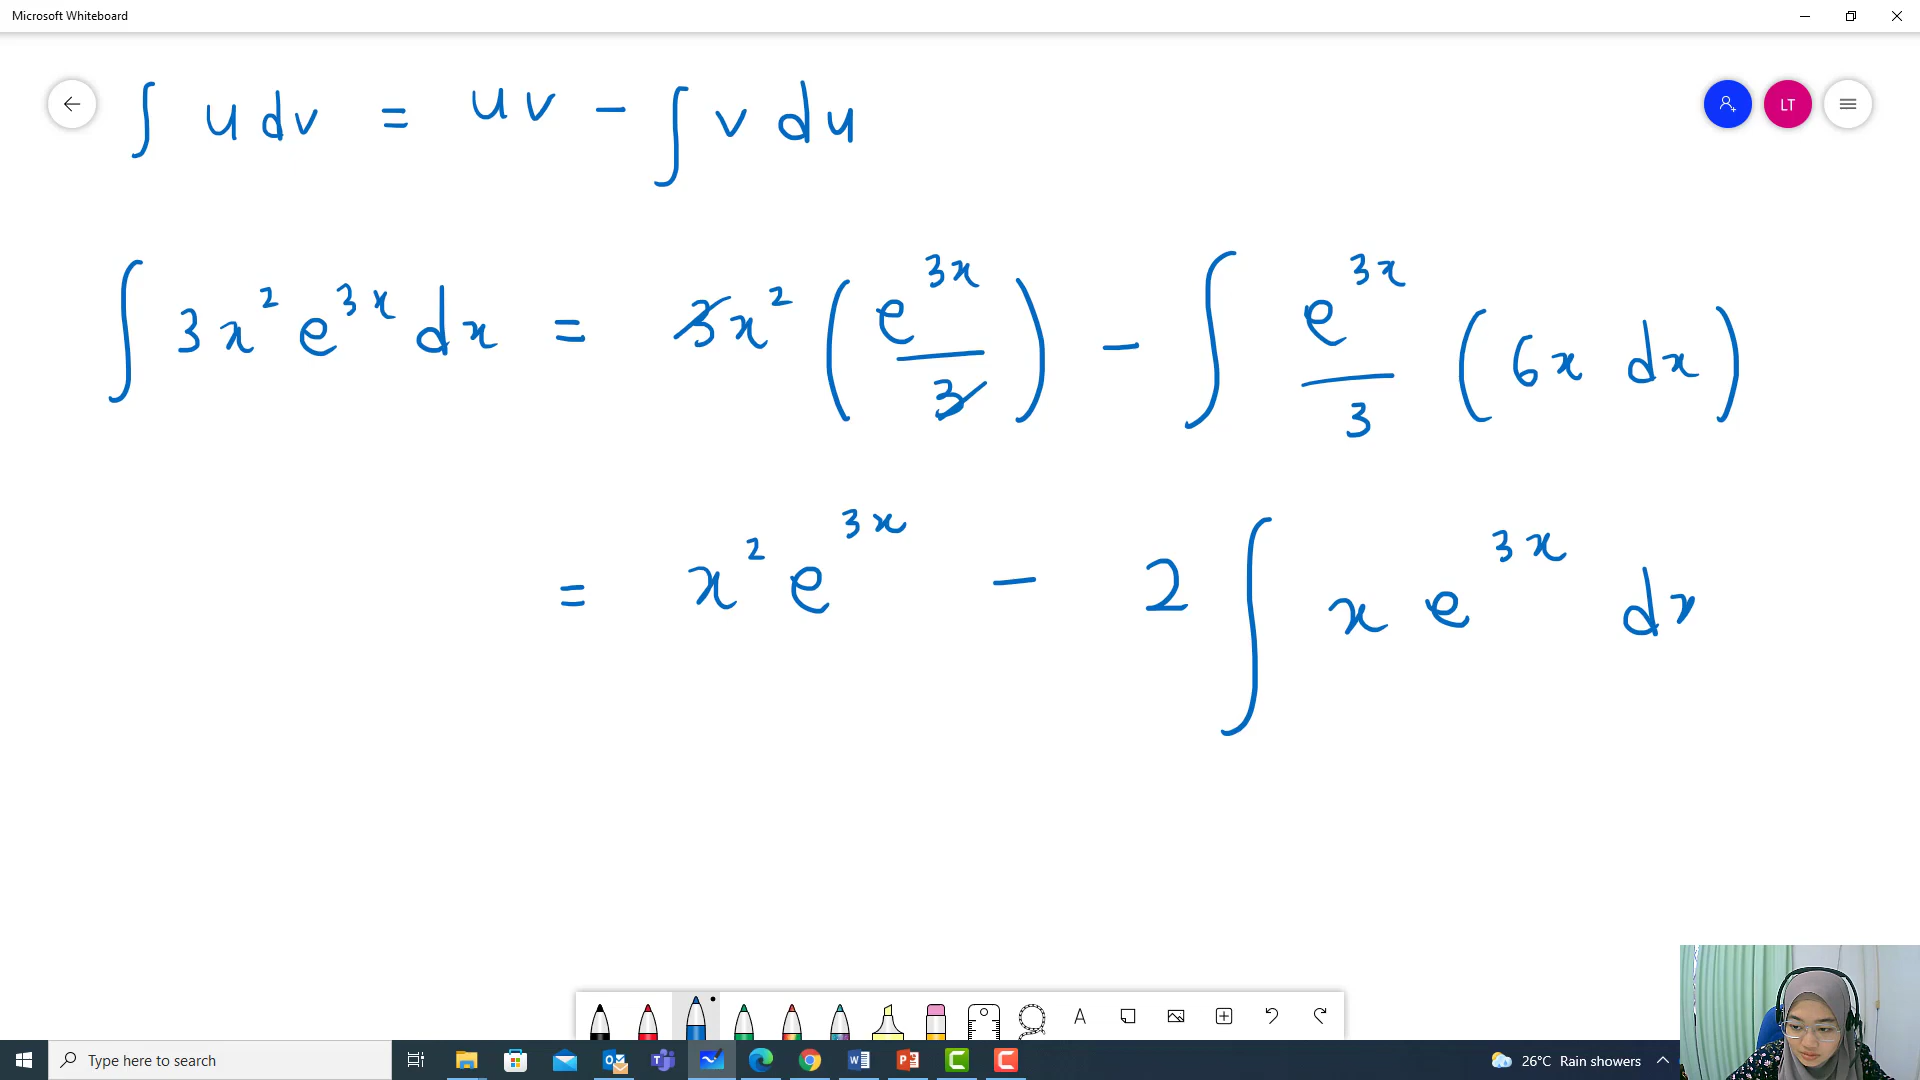 Microsoft Whiteboard
LT
∫ u dv = uv − ∫ v du
∫ 3x² e^{3x} dx = 3x² (e^{3x}/3) − ∫ e^{3x}/3 (6x dx)
= x² e^{3x} − 2 ∫ x e^{3x} dx
Type here to search
26°C Rain showers